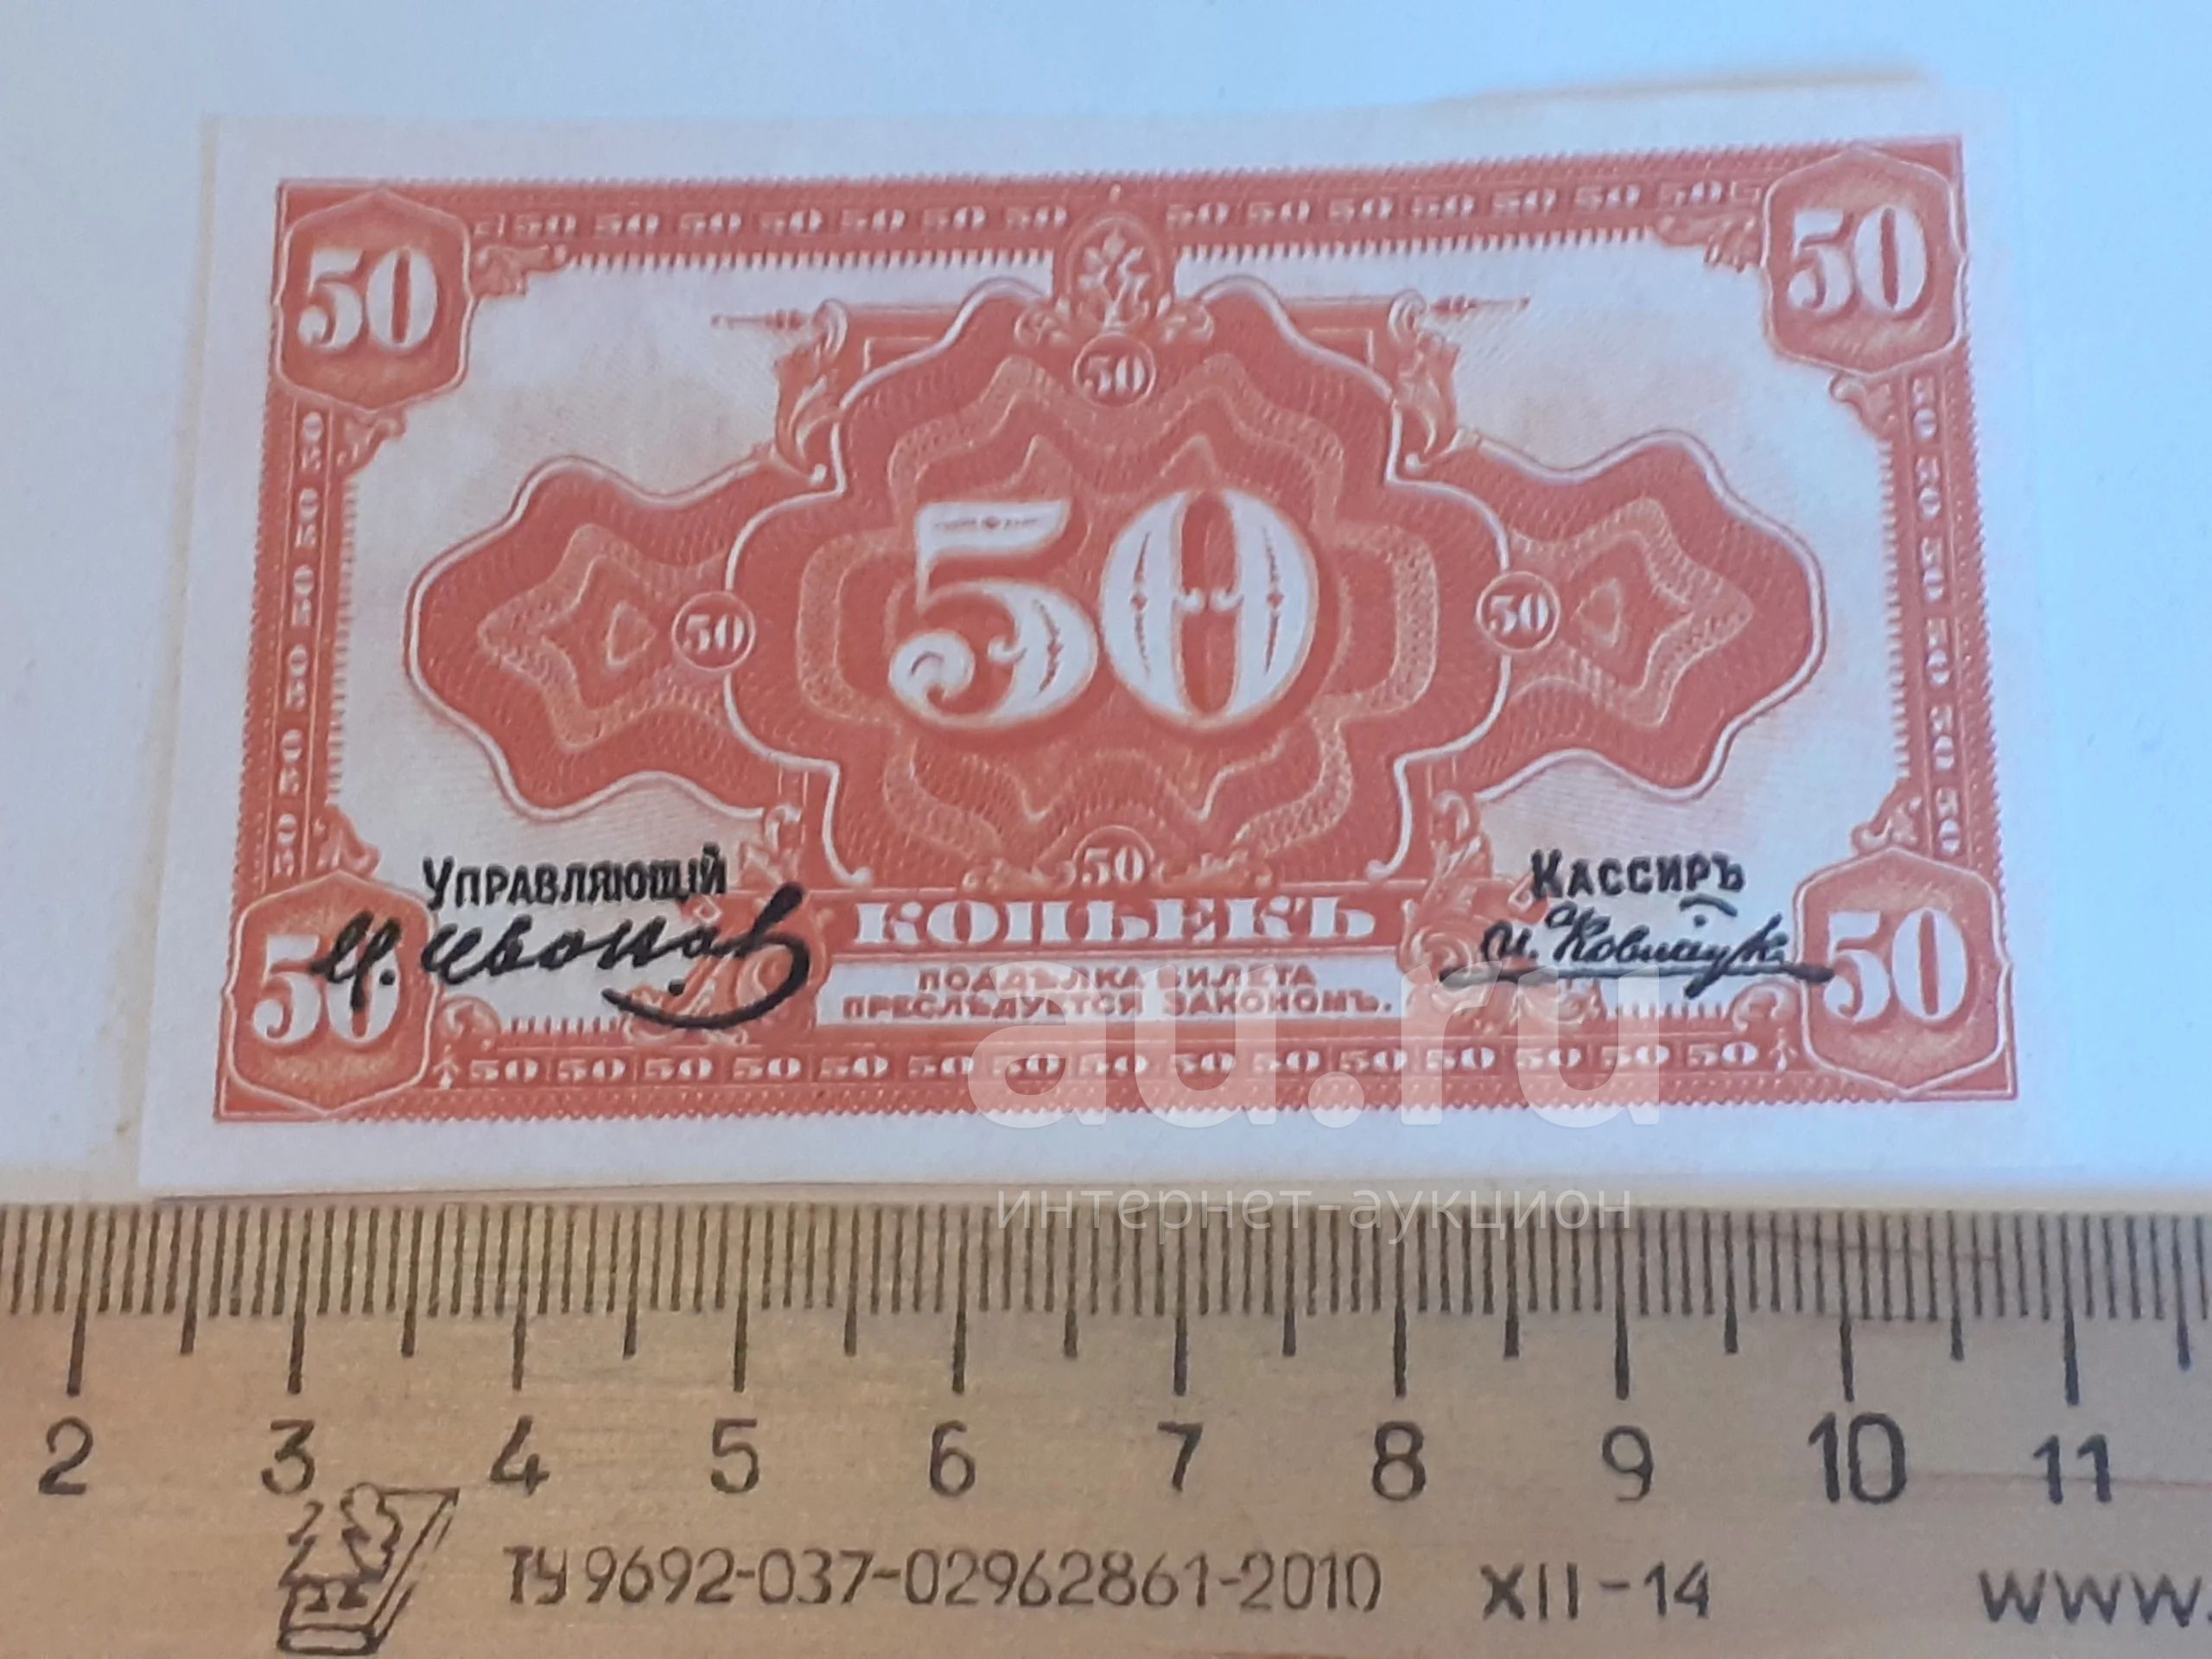 50 50 50 50 50 50 50 50 50 50 50 50 50 50 50 50
50
50 50 50
УПРАВЛЯЮЩІЙ КАССИРЪ
50 КОПѢЕКЪ
50 ПОДДѢЛКА БИЛЕТА 50
ПРЕСЛѢДУЕТСЯ ЗАКОНОМЪ.
50 50 50 50 50 50 50 50 50 50 50 50 50 50 50
au.ru
интернет-аукцион
2 3 4 5 6 7 8 9 10 11
ТУ 9692-037-02962861-2010 XII-14 www.